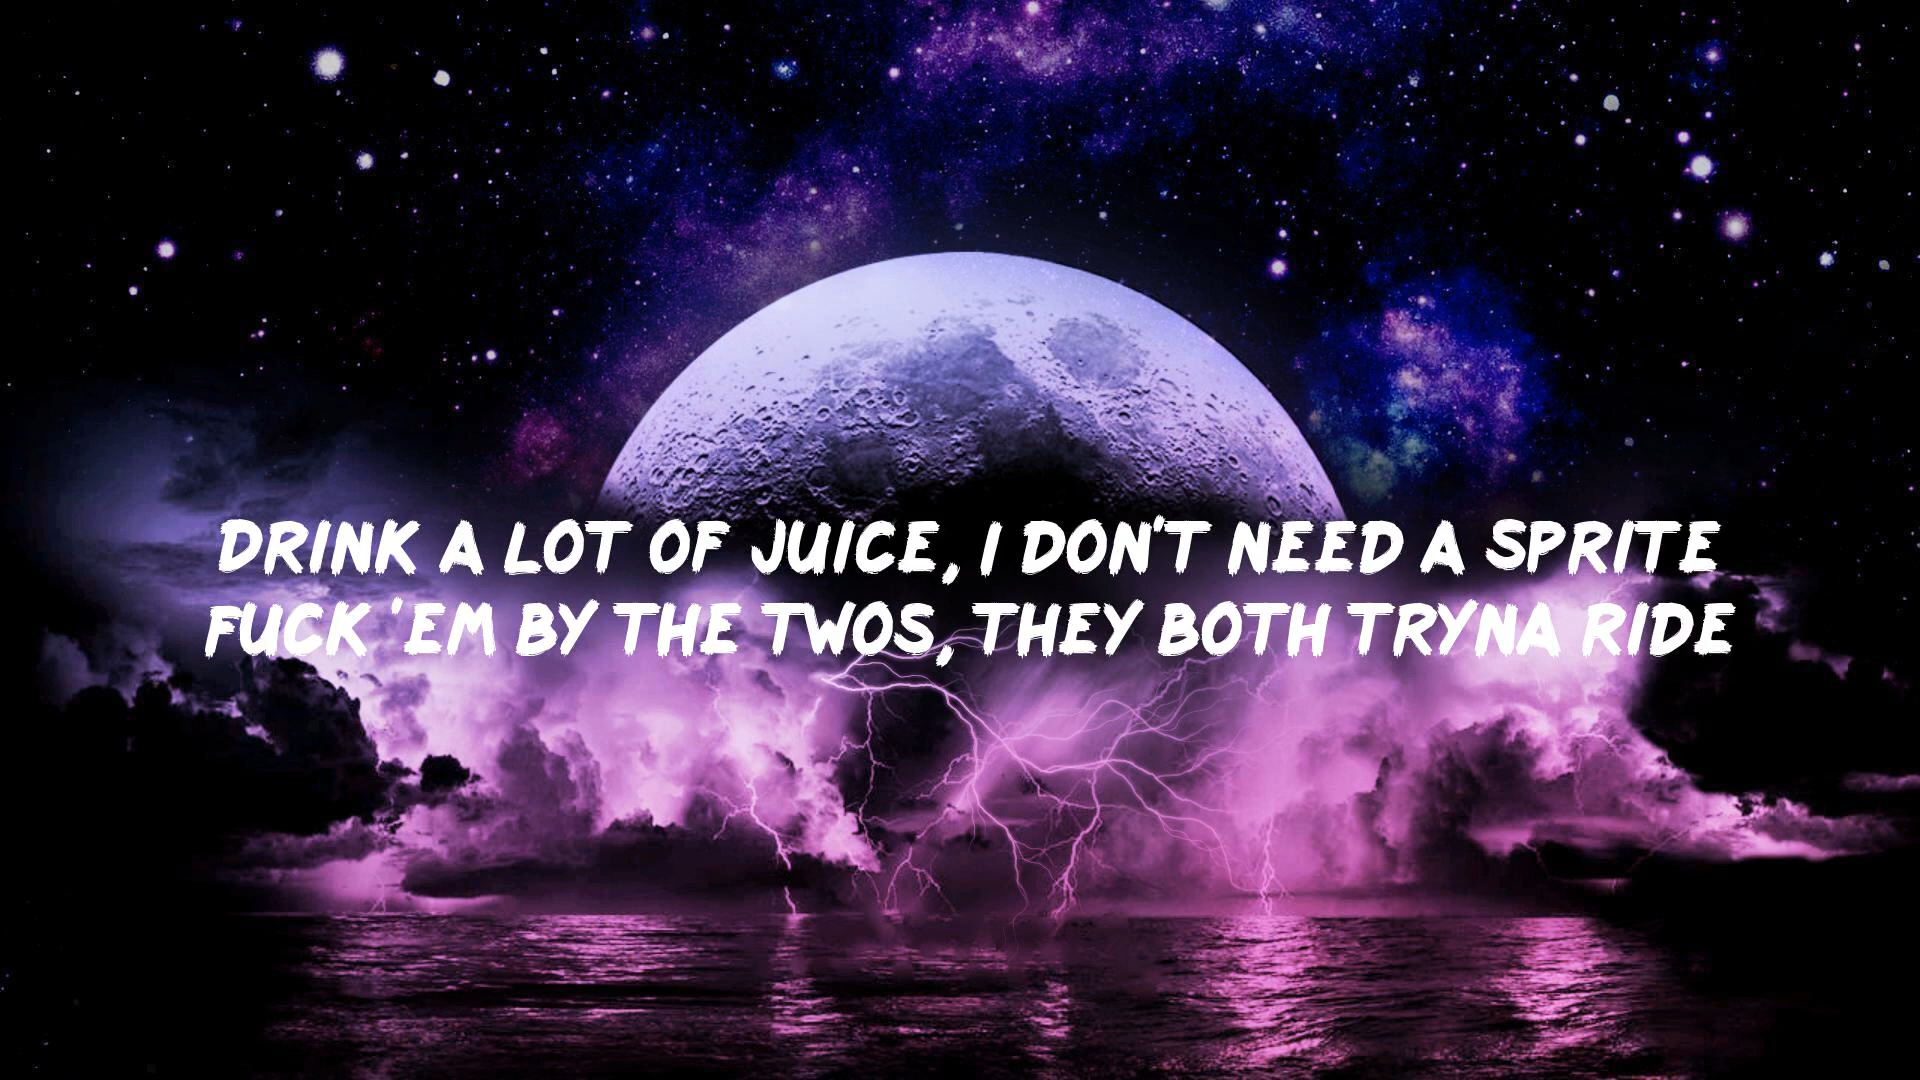 DRINK A LOT OF JUICE, I DON'T NEED A SPRITE
FUCK 'EM BY THE TWOS, THEY BOTH TRYNA RIDE